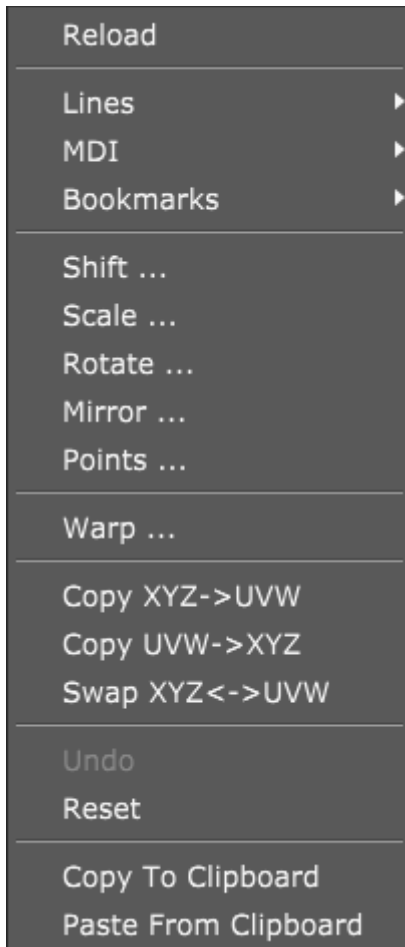 Reload
Lines
MDI
Bookmarks
Shift ...
Scale ...
Rotate ...
Mirror ...
Points ...
Warp ...
Copy XYZ->UVW
Copy UVW->XYZ
Swap XYZ<->UVW
Undo
Reset
Copy To Clipboard
Paste From Clipboard